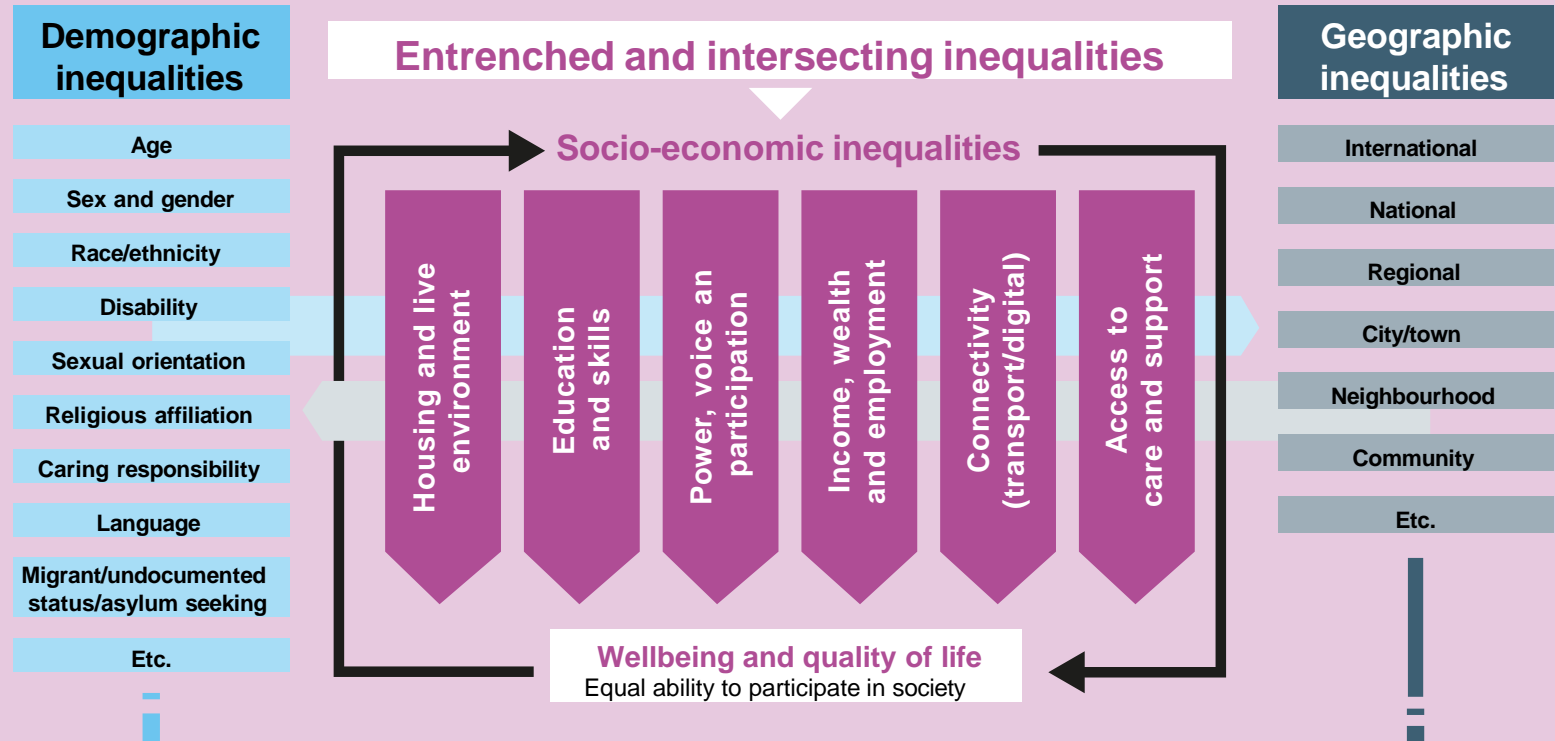 Demographic
inequalities
Age
Sex and gender
Race/ethnicity
Disability
Sexual orientation
Religious affiliation
Caring responsibility
Language
Migrant/undocumented
status/asylum seeking
Etc.
Entrenched and intersecting inequalities
Socio-economic inequalities
Housing and live
environment
Education
and skills
Power, voice an
participation
Income, wealth
and employment
Connectivity
(transport/digital)
Access to
care and support
Wellbeing and quality of life
Equal ability to participate in society
Geographic
inequalities
International
National
Regional
City/town
Neighbourhood
Community
Etc.